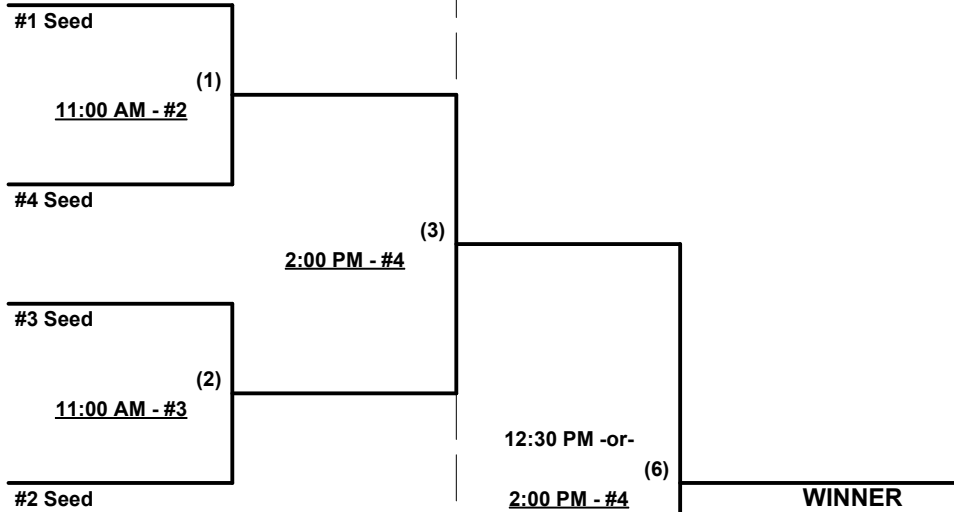 #1 Seed
(1)
11:00 AM - #2
#4 Seed
(3)
2:00 PM - #4
#3 Seed
(2)
11:00 AM - #3
#2 Seed
12:30 PM -or-
(6)
2:00 PM - #4
WINNER